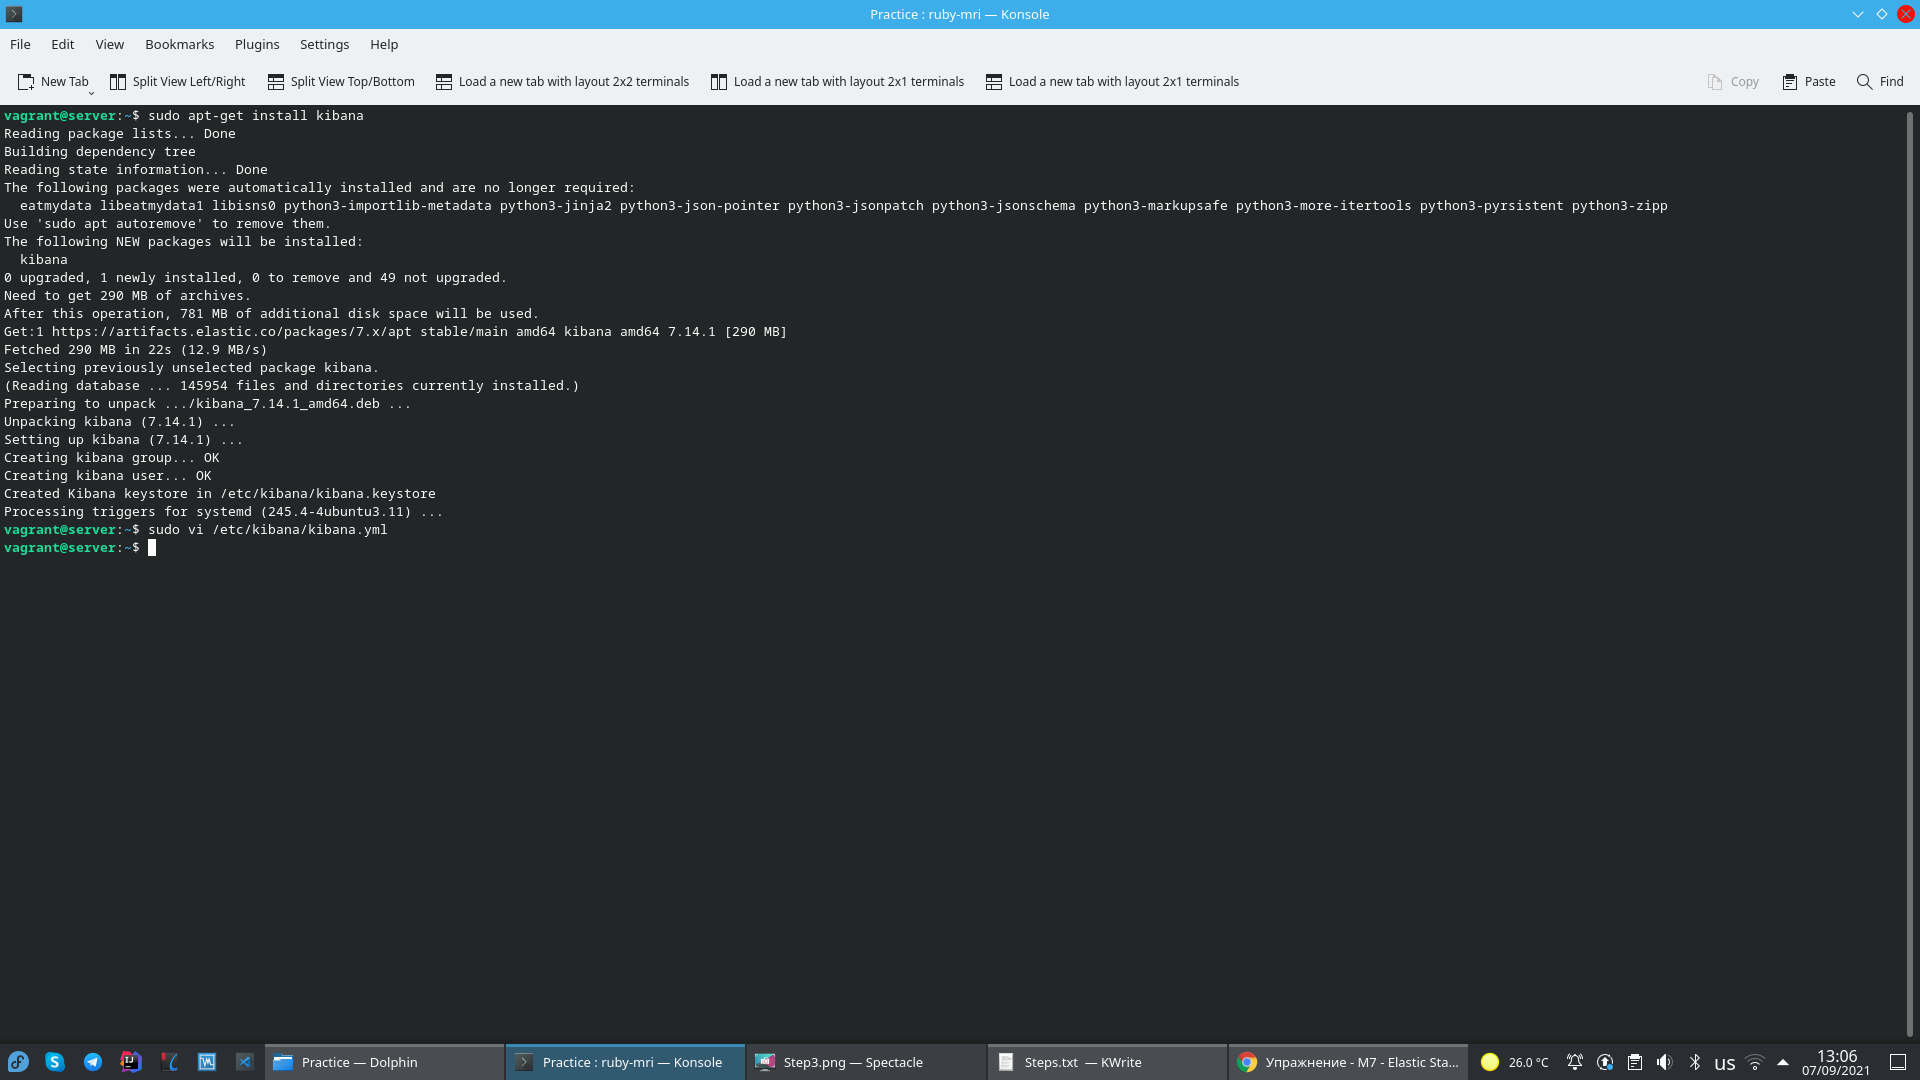 Practice : ruby-mri — Konsole
File Edit View Bookmarks Plugins Settings Help
New Tab Split View Left/Right Split View Top/Bottom Load a new tab with layout 2x2 terminals Load a new tab with layout 2x1 terminals Load a new tab with layout 2x1 terminals Copy Paste Find
vagrant@server:~$ sudo apt-get install kibana
Reading package lists... Done
Building dependency tree
Reading state information... Done
The following packages were automatically installed and are no longer required:
  eatmydata libeatmydata1 libisns0 python3-importlib-metadata python3-jinja2 python3-json-pointer python3-jsonpatch python3-jsonschema python3-markupsafe python3-more-itertools python3-pyrsistent python3-zipp
Use 'sudo apt autoremove' to remove them.
The following NEW packages will be installed:
  kibana
0 upgraded, 1 newly installed, 0 to remove and 49 not upgraded.
Need to get 290 MB of archives.
After this operation, 781 MB of additional disk space will be used.
Get:1 https://artifacts.elastic.co/packages/7.x/apt stable/main amd64 kibana amd64 7.14.1 [290 MB]
Fetched 290 MB in 22s (12.9 MB/s)
Selecting previously unselected package kibana.
(Reading database ... 145954 files and directories currently installed.)
Preparing to unpack .../kibana_7.14.1_amd64.deb ...
Unpacking kibana (7.14.1) ...
Setting up kibana (7.14.1) ...
Creating kibana group... OK
Creating kibana user... OK
Created Kibana keystore in /etc/kibana/kibana.keystore
Processing triggers for systemd (245.4-4ubuntu3.11) ...
vagrant@server:~$ sudo vi /etc/kibana/kibana.yml
vagrant@server:~$
Practice — Dolphin Practice : ruby-mri — Konsole Step3.png — Spectacle Steps.txt — KWrite Упражнение - M7 - Elastic Sta... 26.0 °C us 13:06
07/09/2021